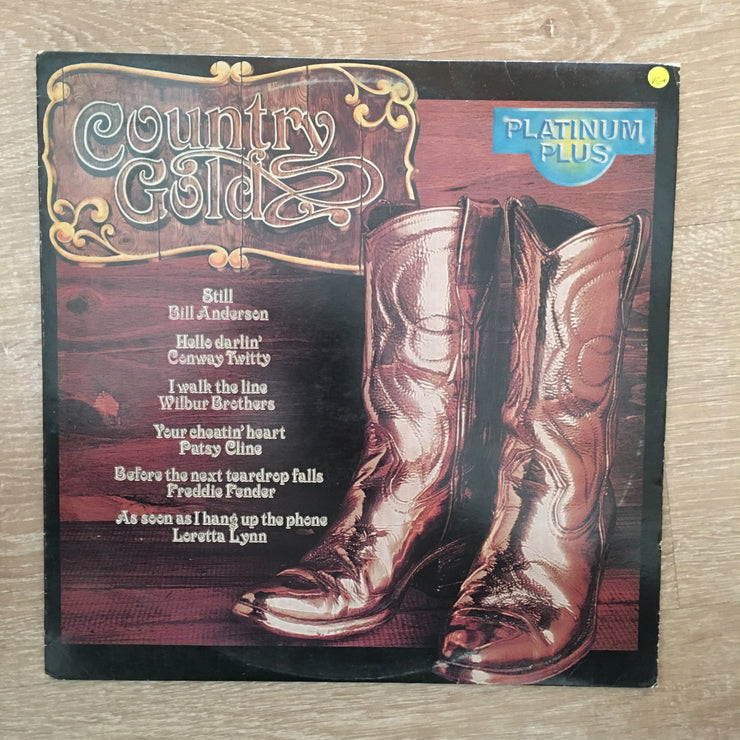 Country
Gold
PLATINUM
PLUS
Still
Bill Anderson
Hello darlin'
Conway Twitty
I walk the line
Wilbur Brothers
Your cheatin' heart
Patsy Cline
Before the next teardrop falls
Freddie Fender
As soon as I hang up the phone
Loretta Lynn